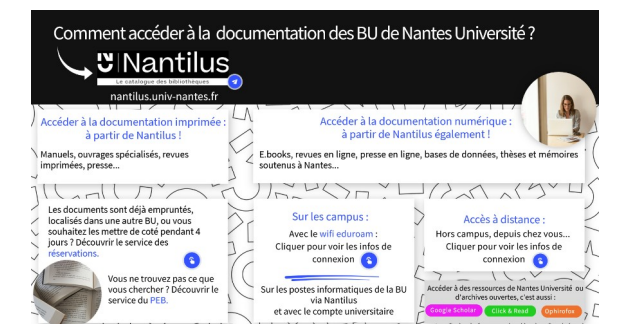 Comment accéder à la documentation des BU de Nantes Université ?
Nantilus
Le catalogue des bibliothèques
nantilus.univ-nantes.fr
Accéder à la documentation imprimée :
à partir de Nantilus !
Manuels, ouvrages spécialisés, revues
imprimées, presse...
Accéder à la documentation numérique :
à partir de Nantilus également !
E.books, revues en ligne, presse en ligne, bases de données, thèses et mémoires
soutenus à Nantes...
Les documents sont déjà empruntés,
localisés dans une autre BU, ou vous
souhaitez les mettre de coté pendant 4
jours ? Découvrir le service des
réservations.
Vous ne trouvez pas ce que
vous chercher ? Découvrir le
service du PEB.
Sur les campus :
Avec le wifi eduroam :
Cliquer pour voir les infos de
connexion
Sur les postes informatiques de la BU
via Nantilus
et avec le compte universitaire
Accès à distance :
Hors campus, depuis chez vous...
Cliquer pour voir les infos de
connexion
Accéder à des ressources de Nantes Université ou
d'archives ouvertes, c'est aussi :
Google Scholar
Click & Read
Ophirofox